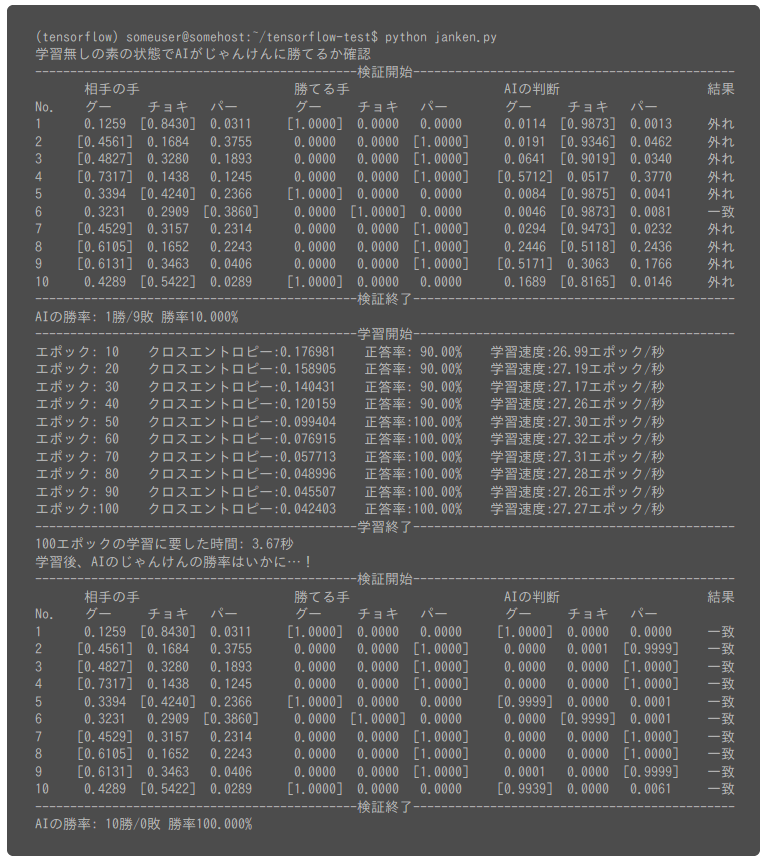 (tensorflow) someuser@somehost:~/tensorflow-test$ python janken.py
学習無しの素の状態でAIがじゃんけんに勝てるか確認
----------------------------------------------検証開始----------------------------------------------
相手の手 勝てる手 AIの判断 結果
No. グー チョキ パー グー チョキ パー グー チョキ パー
1 0.1259 [0.8430] 0.0311 [1.0000] 0.0000 0.0000 0.0114 [0.9873] 0.0013 外れ
2 [0.4561] 0.1684 0.3755 0.0000 0.0000 [1.0000] 0.0191 [0.9346] 0.0462 外れ
3 [0.4827] 0.3280 0.1893 0.0000 0.0000 [1.0000] 0.0641 [0.9019] 0.0340 外れ
4 [0.7317] 0.1438 0.1245 0.0000 0.0000 [1.0000] [0.5712] 0.0517 0.3770 外れ
5 0.3394 [0.4240] 0.2366 [1.0000] 0.0000 0.0000 0.0084 [0.9875] 0.0041 外れ
6 0.3231 0.2909 [0.3860] 0.0000 [1.0000] 0.0000 0.0046 [0.9873] 0.0081 一致
7 [0.4529] 0.3157 0.2314 0.0000 0.0000 [1.0000] 0.0294 [0.9473] 0.0232 外れ
8 [0.6105] 0.1652 0.2243 0.0000 0.0000 [1.0000] 0.2446 [0.5118] 0.2436 外れ
9 [0.6131] 0.3463 0.0406 0.0000 0.0000 [1.0000] [0.5171] 0.3063 0.1766 外れ
10 0.4289 [0.5422] 0.0289 [1.0000] 0.0000 0.0000 0.1689 [0.8165] 0.0146 外れ
----------------------------------------------検証終了----------------------------------------------
AIの勝率: 1勝/9敗 勝率10.000%
----------------------------------------------学習開始----------------------------------------------
エポック: 10 クロスエントロピー:0.176981 正答率: 90.00% 学習速度:26.99エポック/秒
エポック: 20 クロスエントロピー:0.158905 正答率: 90.00% 学習速度:27.19エポック/秒
エポック: 30 クロスエントロピー:0.140431 正答率: 90.00% 学習速度:27.17エポック/秒
エポック: 40 クロスエントロピー:0.120159 正答率: 90.00% 学習速度:27.26エポック/秒
エポック: 50 クロスエントロピー:0.099404 正答率:100.00% 学習速度:27.30エポック/秒
エポック: 60 クロスエントロピー:0.076915 正答率:100.00% 学習速度:27.32エポック/秒
エポック: 70 クロスエントロピー:0.057713 正答率:100.00% 学習速度:27.31エポック/秒
エポック: 80 クロスエントロピー:0.048996 正答率:100.00% 学習速度:27.28エポック/秒
エポック: 90 クロスエントロピー:0.045507 正答率:100.00% 学習速度:27.26エポック/秒
エポック:100 クロスエントロピー:0.042403 正答率:100.00% 学習速度:27.27エポック/秒
----------------------------------------------学習終了----------------------------------------------
100エポックの学習に要した時間: 3.67秒
学習後、AIのじゃんけんの勝率はいかに…！
----------------------------------------------検証開始----------------------------------------------
相手の手 勝てる手 AIの判断 結果
No. グー チョキ パー グー チョキ パー グー チョキ パー
1 0.1259 [0.8430] 0.0311 [1.0000] 0.0000 0.0000 [1.0000] 0.0000 0.0000 一致
2 [0.4561] 0.1684 0.3755 0.0000 0.0000 [1.0000] 0.0000 0.0001 [0.9999] 一致
3 [0.4827] 0.3280 0.1893 0.0000 0.0000 [1.0000] 0.0000 0.0000 [1.0000] 一致
4 [0.7317] 0.1438 0.1245 0.0000 0.0000 [1.0000] 0.0000 0.0000 [1.0000] 一致
5 0.3394 [0.4240] 0.2366 [1.0000] 0.0000 0.0000 [0.9999] 0.0000 0.0001 一致
6 0.3231 0.2909 [0.3860] 0.0000 [1.0000] 0.0000 0.0000 [0.9999] 0.0001 一致
7 [0.4529] 0.3157 0.2314 0.0000 0.0000 [1.0000] 0.0000 0.0000 [1.0000] 一致
8 [0.6105] 0.1652 0.2243 0.0000 0.0000 [1.0000] 0.0000 0.0000 [1.0000] 一致
9 [0.6131] 0.3463 0.0406 0.0000 0.0000 [1.0000] 0.0001 0.0000 [0.9999] 一致
10 0.4289 [0.5422] 0.0289 [1.0000] 0.0000 0.0000 [0.9939] 0.0000 0.0061 一致
----------------------------------------------検証終了----------------------------------------------
AIの勝率: 10勝/0敗 勝率100.000%